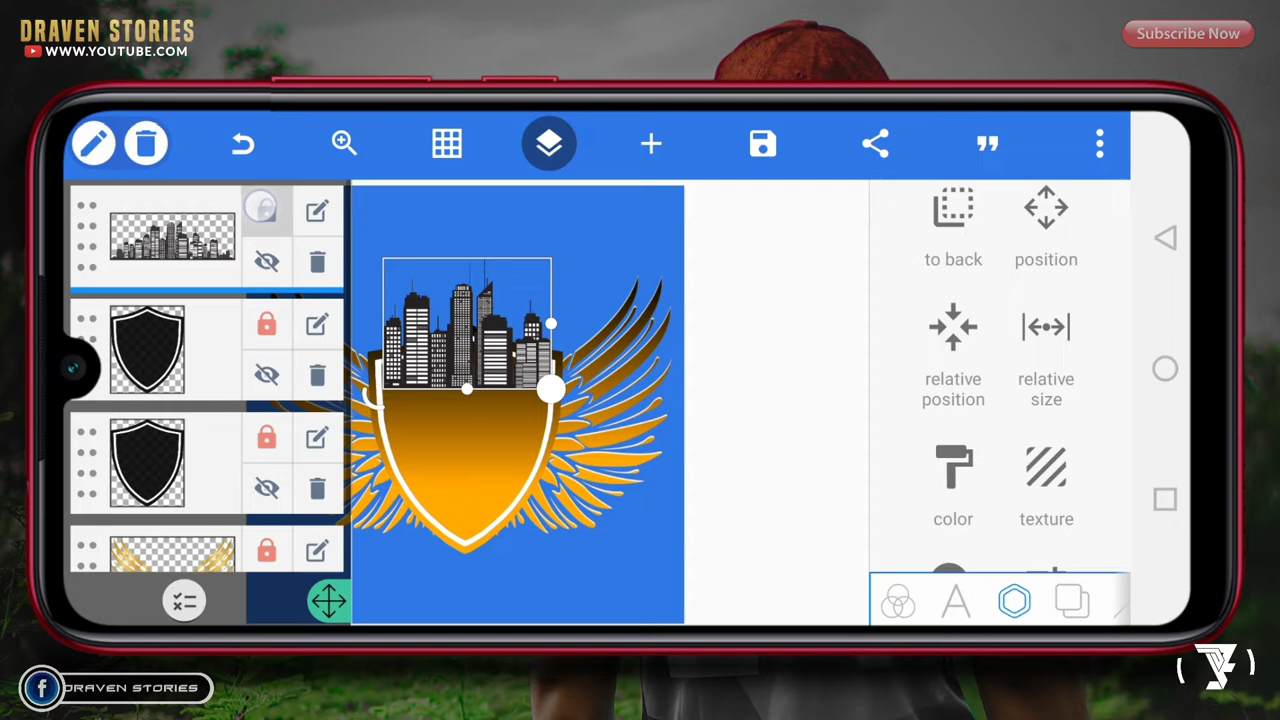 DRAVEN STORIES
WWW.YOUTUBE.COM
Subscribe Now
to back
position
relative
position
relative
size
color
texture
DRAVEN STORIES